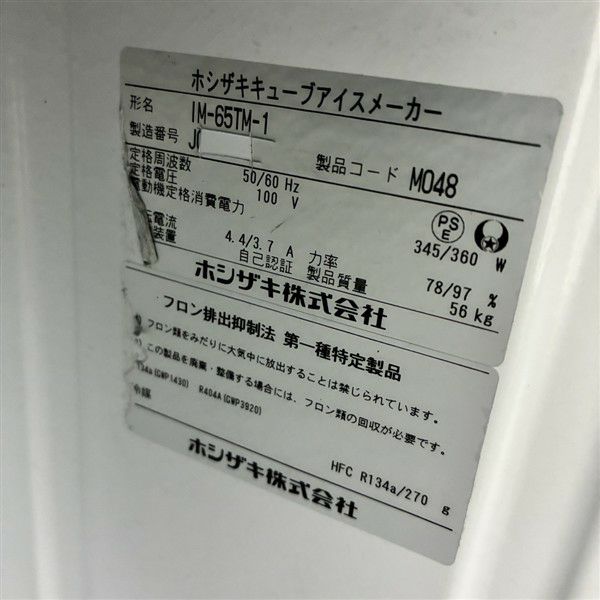 ホシザキキューブアイスメーカー
形名 IM-65TM-1
製造番号 J 製品コード M048
定格周波数 50/60 Hz
定格電圧 100 V
電動機定格消費電力 345/360 W
PS E
電流 4.4/3.7 A 力率 78/97 %
装置 自己認証 製品質量 56 kg
ホシザキ株式会社
フロン排出抑制法 第一種特定製品
フロン類をみだりに大気中に放出することは禁じられています。
この製品を廃棄・整備する場合には、フロン類の回収が必要です。
134a(GWP1430) R404A(GWP3920)
冷媒 HFC R134a/270 g
ホシザキ株式会社